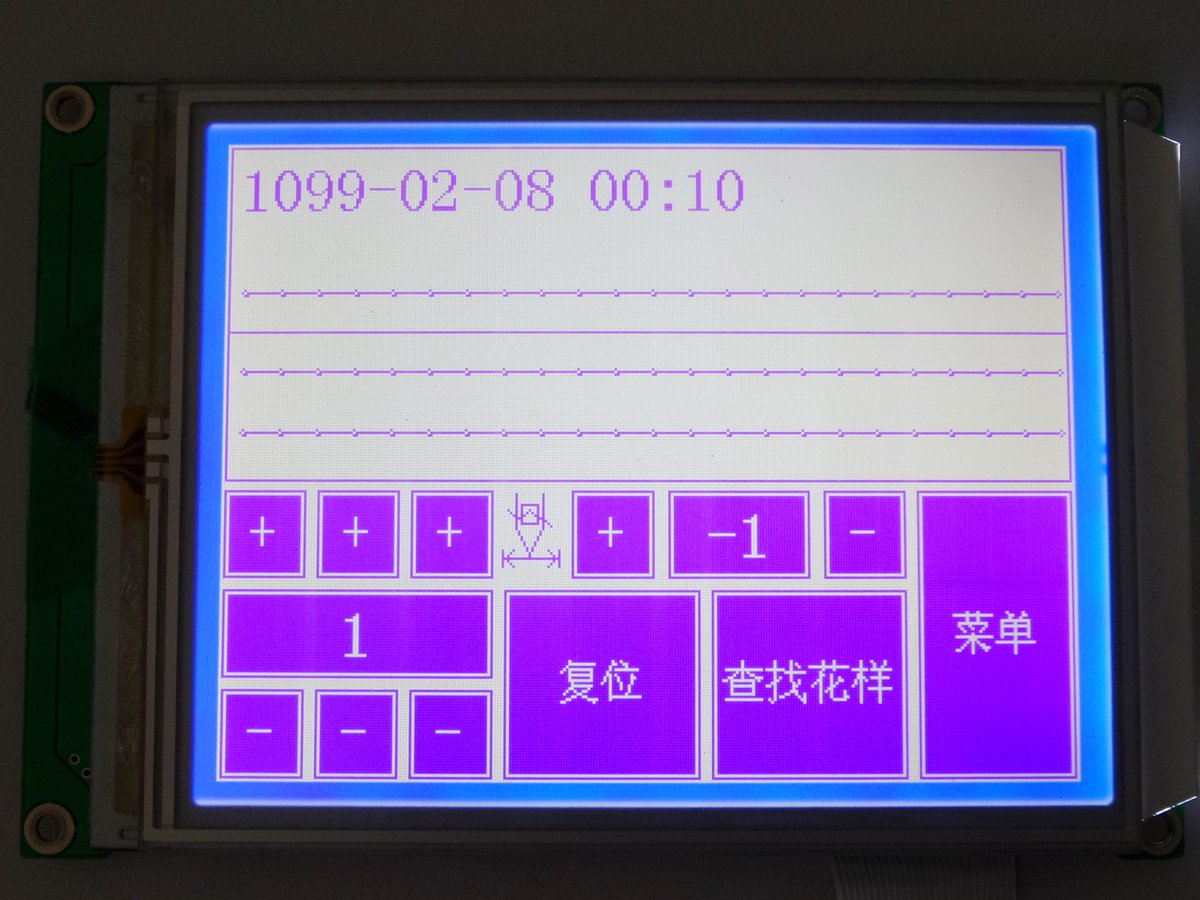 1099-02-08 00:10
+ + + + -1 -
1
复位 查找花样 菜单
- - -